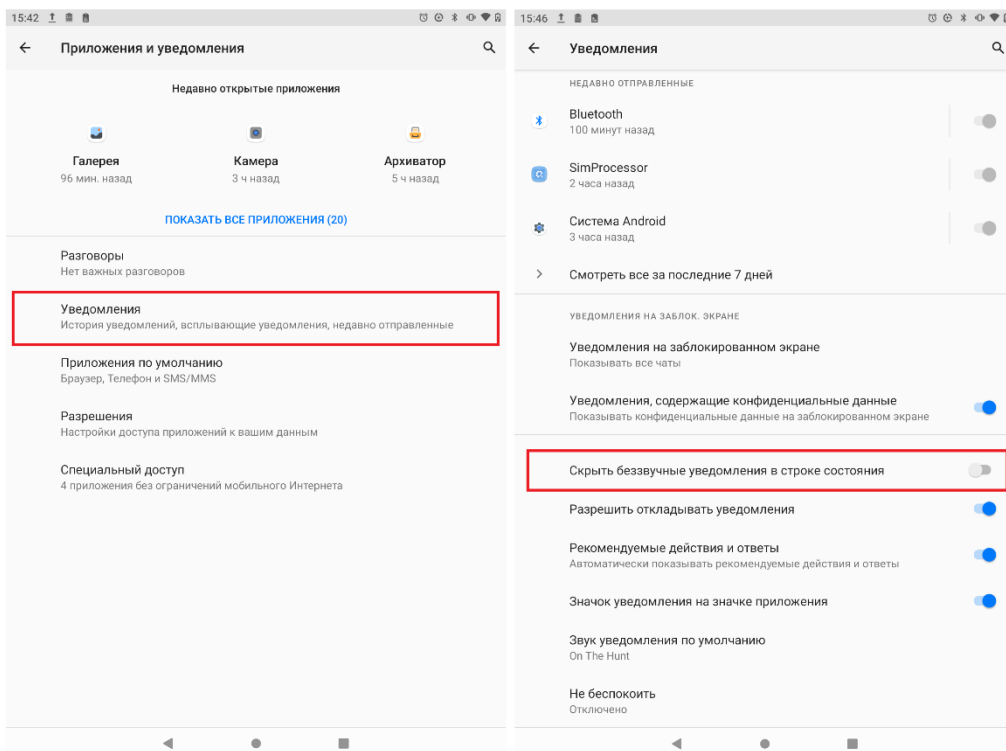 15:42
Приложения и уведомления
Недавно открытые приложения
Галерея
96 мин. назад
Камера
3 ч назад
Архиватор
5 ч назад
ПОКАЗАТЬ ВСЕ ПРИЛОЖЕНИЯ (20)
Разговоры
Нет важных разговоров
Уведомления
История уведомлений, всплывающие уведомления, недавно отправленные
Приложения по умолчанию
Браузер, Телефон и SMS/MMS
Разрешения
Настройки доступа приложений к вашим данным
Специальный доступ
4 приложения без ограничений мобильного Интернета
15:46
Уведомления
НЕДАВНО ОТПРАВЛЕННЫЕ
Bluetooth
100 минут назад
SimProcessor
2 часа назад
Система Android
3 часа назад
Смотреть все за последние 7 дней
УВЕДОМЛЕНИЯ НА ЗАБЛОК. ЭКРАНЕ
Уведомления на заблокированном экране
Показывать все чаты
Уведомления, содержащие конфиденциальные данные
Показывать конфиденциальные данные на заблокированном экране
Скрыть беззвучные уведомления в строке состояния
Разрешить откладывать уведомления
Рекомендуемые действия и ответы
Автоматически показывать рекомендуемые действия и ответы
Значок уведомления на значке приложения
Звук уведомления по умолчанию
On The Hunt
Не беспокоить
Отключено